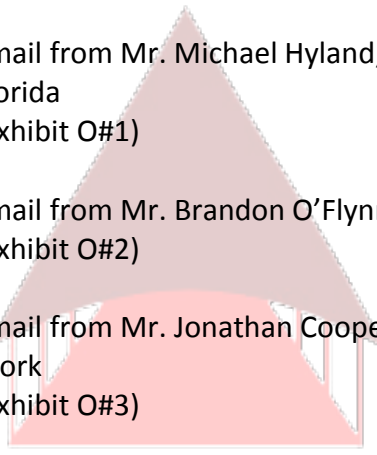 mail from Mr. Michael Hyland,
orida
xhibit O#1)
mail from Mr. Brandon O’Flynn
xhibit O#2)
mail from Mr. Jonathan Coope
ork
xhibit O#3)